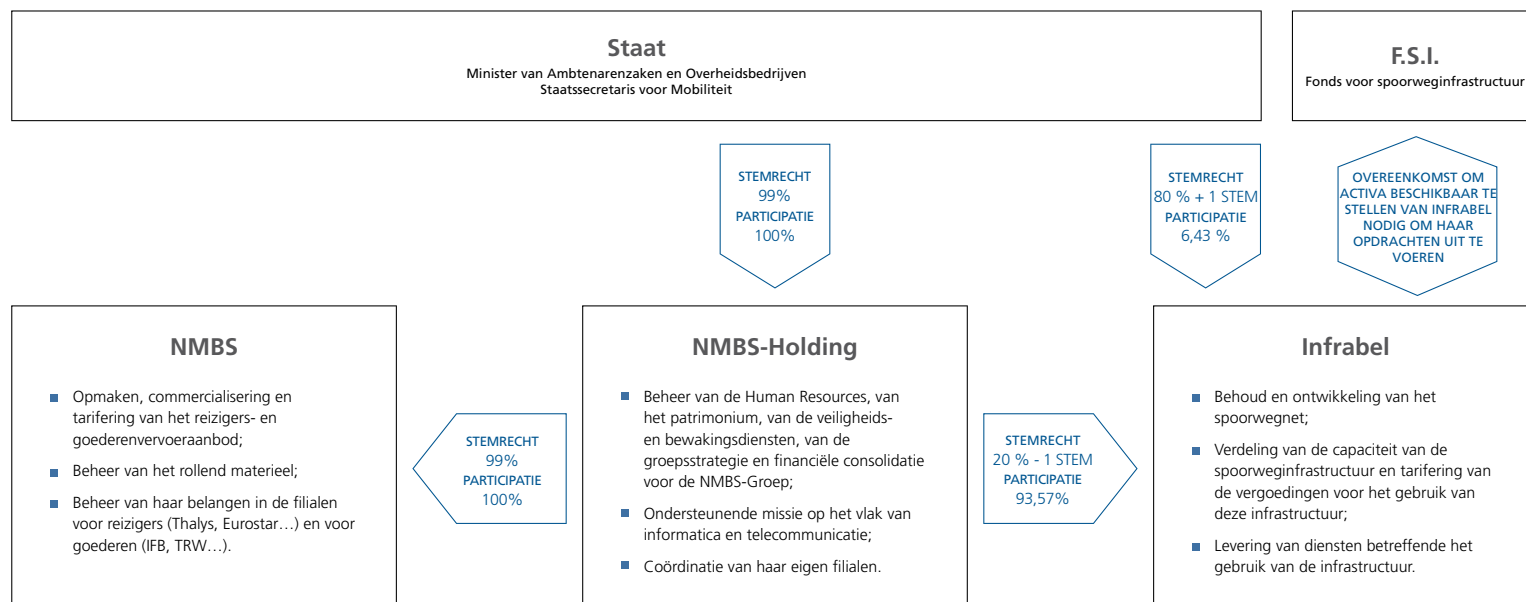 Staat
Minister van Ambtenarenzaken en Overheidsbedrijven
Staatssecretaris voor Mobiliteit
F.S.I.
Fonds voor spoorweginfrastructuur
STEMRECHT
99%
PARTICIPATIE
100%
STEMRECHT
80 % + 1 STEM
PARTICIPATIE
6,43 %
OVEREENKOMST OM
ACTIVA BESCHIKBAAR TE
STELLEN VAN INFRABEL
NODIG OM HAAR
OPDRACHTEN UIT TE
VOEREN
NMBS
Opmaken, commercialisering en
tarifering van het reizigers- en
goederenvervoeraanbod;
Beheer van het rollend materieel;
Beheer van haar belangen in de filialen
voor reizigers (Thalys, Eurostar…) en voor
goederen (IFB, TRW…).
STEMRECHT
99%
PARTICIPATIE
100%
NMBS-Holding
Beheer van de Human Resources, van
het patrimonium, van de veiligheids-
en bewakingsdiensten, van de
groepsstrategie en financiële consolidatie
voor de NMBS-Groep;
Ondersteunende missie op het vlak van
informatica en telecommunicatie;
Coördinatie van haar eigen filialen.
STEMRECHT
20 % - 1 STEM
PARTICIPATIE
93,57%
Infrabel
Behoud en ontwikkeling van het
spoorwegnet;
Verdeling van de capaciteit van de
spoorweginfrastructuur en tarifering van
de vergoedingen voor het gebruik van
deze infrastructuur;
Levering van diensten betreffende het
gebruik van de infrastructuur.